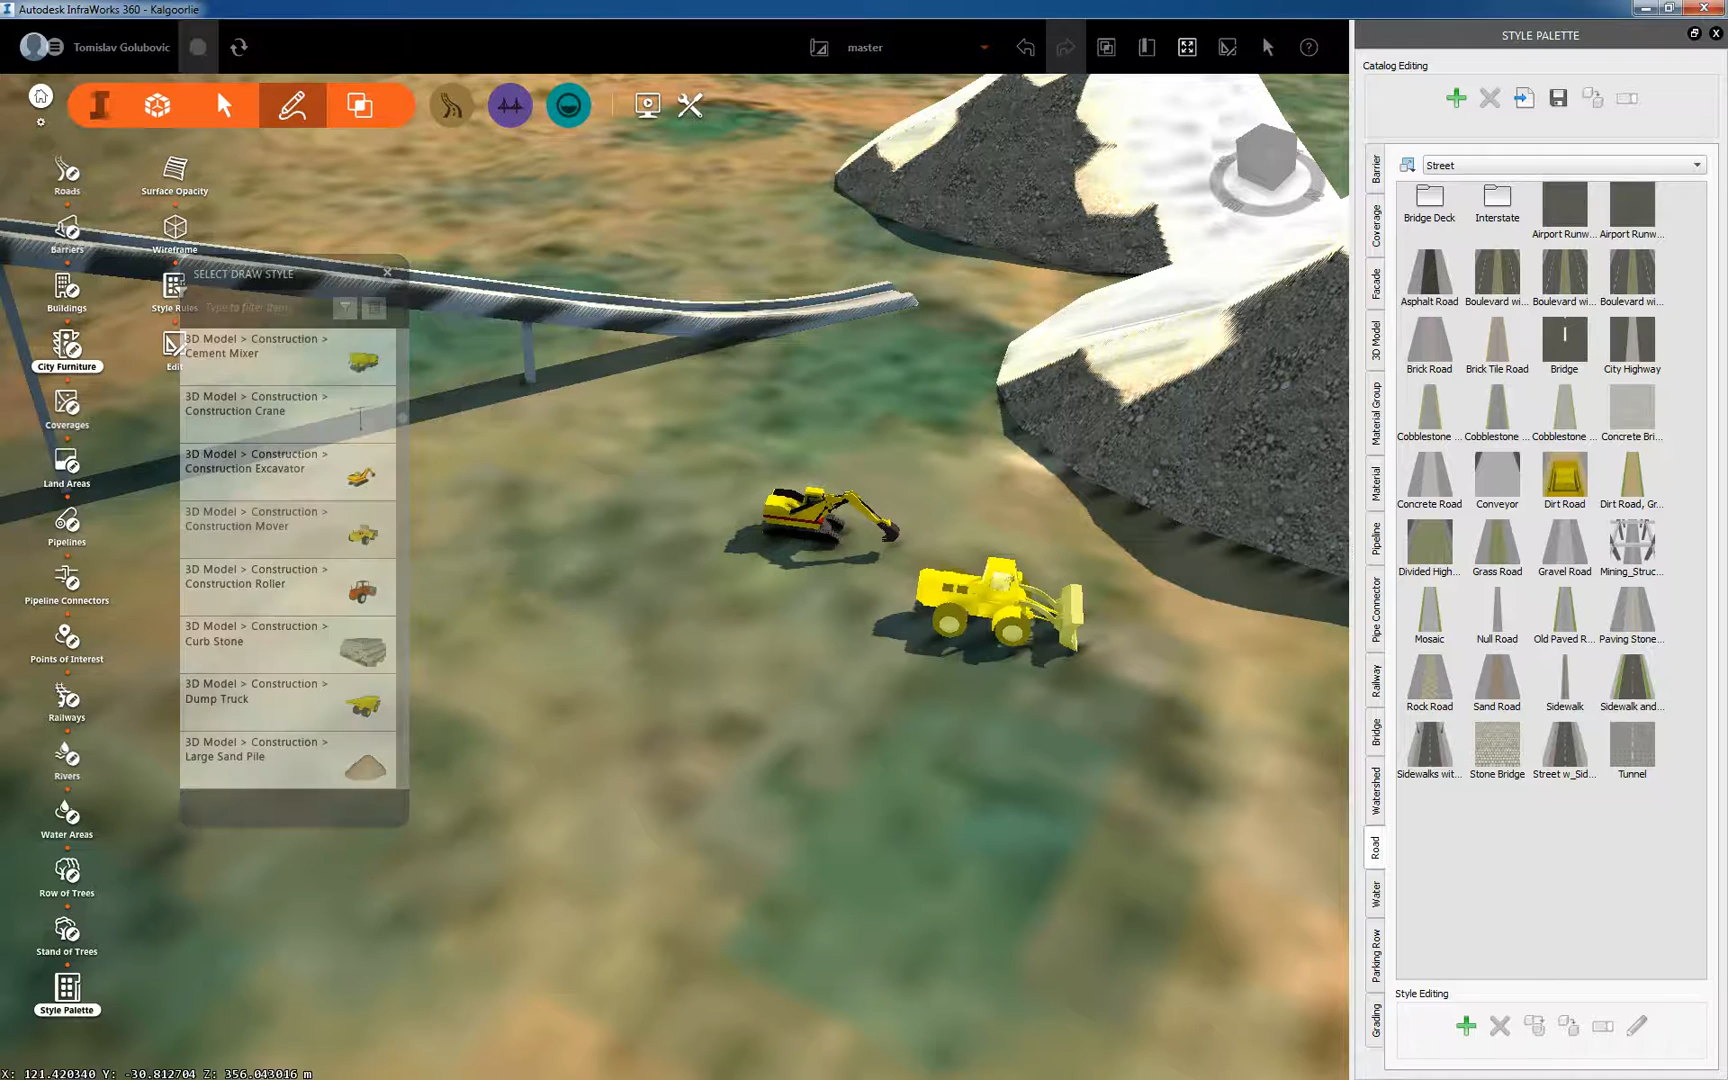 Autodesk InfraWorks 360 - Kalgoorlie
Tomislav Golubovic
master
Roads
Barriers
Buildings
City Furniture
Coverages
Land Areas
Pipelines
Pipeline Connectors
Points of Interest
Railways
Rivers
Water Areas
Row of Trees
Stand of Trees
Style Palette
Surface Opacity
Wireframe
Style Rules
Edit
SELECT DRAW STYLE
Type to filter item
3D Model > Construction >
Cement Mixer
3D Model > Construction >
Construction Crane
3D Model > Construction >
Construction Excavator
3D Model > Construction >
Construction Mover
3D Model > Construction >
Construction Roller
3D Model > Construction >
Curb Stone
3D Model > Construction >
Dump Truck
3D Model > Construction >
Large Sand Pile
X: 121.420340 Y: -30.812704 Z: 356.043016 m
STYLE PALETTE
Catalog Editing
Barrier
Coverage
Facade
3D Model
Material Group
Material
Pipeline
Pipe Connector
Railway
Bridge
Watershed
Road
Water
Parking Row
Grading
Street
Bridge Deck
Interstate
Airport Runw...
Airport Runw...
Asphalt Road
Boulevard wi...
Boulevard wi...
Boulevard wi...
Brick Road
Brick Tile Road
Bridge
City Highway
Cobblestone ...
Cobblestone ...
Cobblestone ...
Concrete Bri...
Concrete Road
Conveyor
Dirt Road
Dirt Road, Gr...
Divided High...
Grass Road
Gravel Road
Mining_Struc...
Mosaic
Null Road
Old Paved R...
Paving Stone...
Rock Road
Sand Road
Sidewalk
Sidewalk and...
Sidewalks wit...
Stone Bridge
Street w_Sid...
Tunnel
Style Editing